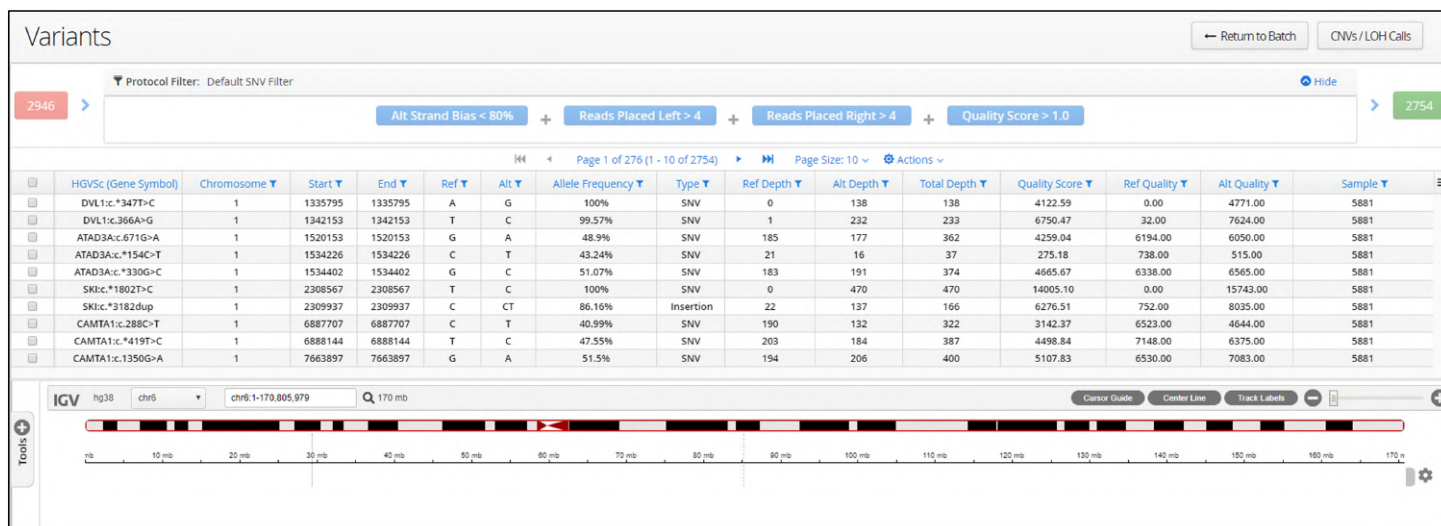 Variants
← Return to Batch CNVs / LOH Calls
Protocol Filter: Default SNV Filter Hide
2946 Alt Strand Bias < 80% + Reads Placed Left > 4 + Reads Placed Right > 4 + Quality Score > 1.0 2754
Page 1 of 276 (1 - 10 of 2754) Page Size: 10 Actions
HGVSc (Gene Symbol) Chromosome Start End Ref Alt Allele Frequency Type Ref Depth Alt Depth Total Depth Quality Score Ref Quality Alt Quality Sample
DVL1:c.*347T>C 1 1335795 1335795 A G 100% SNV 0 138 138 4122.59 0.00 4771.00 5881
DVL1:c.366A>G 1 1342153 1342153 T C 99.57% SNV 1 232 233 6750.47 32.00 7624.00 5881
ATAD3A:c.671G>A 1 1520153 1520153 G A 48.9% SNV 185 177 362 4259.04 6194.00 6050.00 5881
ATAD3A:c.*154C>T 1 1534226 1534226 C T 43.24% SNV 21 16 37 275.18 738.00 515.00 5881
ATAD3A:c.*330G>C 1 1534402 1534402 G C 51.07% SNV 183 191 374 4665.67 6338.00 6565.00 5881
SKI:c.*1802T>C 1 2308567 2308567 T C 100% SNV 0 470 470 14005.10 0.00 15743.00 5881
SKI:c.*3182dup 1 2309937 2309937 C CT 86.16% Insertion 22 137 166 6276.51 752.00 8035.00 5881
CAMTA1:c.288C>T 1 6887707 6887707 C T 40.99% SNV 190 132 322 3142.37 6523.00 4644.00 5881
CAMTA1:c.*419T>C 1 6888144 6888144 T C 47.55% SNV 203 184 387 4498.84 7148.00 6375.00 5881
CAMTA1:c.1350G>A 1 7663897 7663897 G A 51.5% SNV 194 206 400 5107.83 6530.00 7083.00 5881
IGV hg38 chr6 chr6:1-170,805,979 170 mb Cursor Guide Center Line Track Labels
Tools
mb 10 mb 20 mb 30 mb 40 mb 50 mb 60 mb 70 mb 80 mb 90 mb 100 mb 110 mb 120 mb 130 mb 140 mb 150 mb 160 mb 170 m